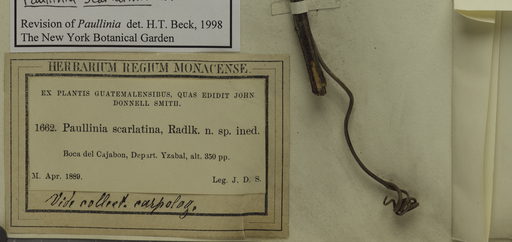 Paullinia
Revision of Paullinia det. H.T. Beck, 1998
The New York Botanical Garden
HERBARIUM REGIUM MONACENSE.
EX PLANTIS GUATEMALENSIBUS, QUAS EDIDIT JOHN
DONNELL SMITH.
1662. Paullinia scarlatina, Radlk. n. sp. ined.
Boca del Cajabon, Depart. Yzabal, alt. 350 pp.
M. Apr. 1889. Leg. J. D. S.
Vide collect. carpolog.